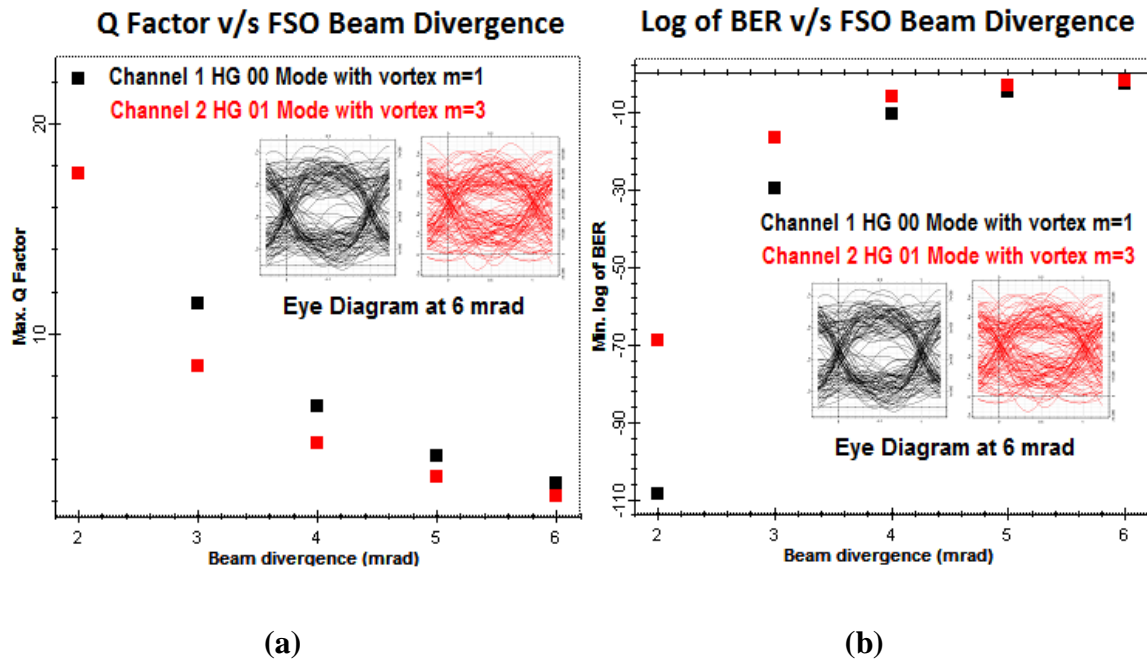 Q Factor v/s FSO Beam Divergence
Channel 1 HG 00 Mode with vortex m=1
Channel 2 HG 01 Mode with vortex m=3
Eye Diagram at 6 mrad
Max. Q Factor
20
10
2 3 4 5 6
Beam divergence (mrad)
(a)
Log of BER v/s FSO Beam Divergence
Channel 1 HG 00 Mode with vortex m=1
Channel 2 HG 01 Mode with vortex m=3
Eye Diagram at 6 mrad
Min. log of BER
-10
-30
-50
-70
-90
-110
2 3 4 5 6
Beam divergence (mrad)
(b)